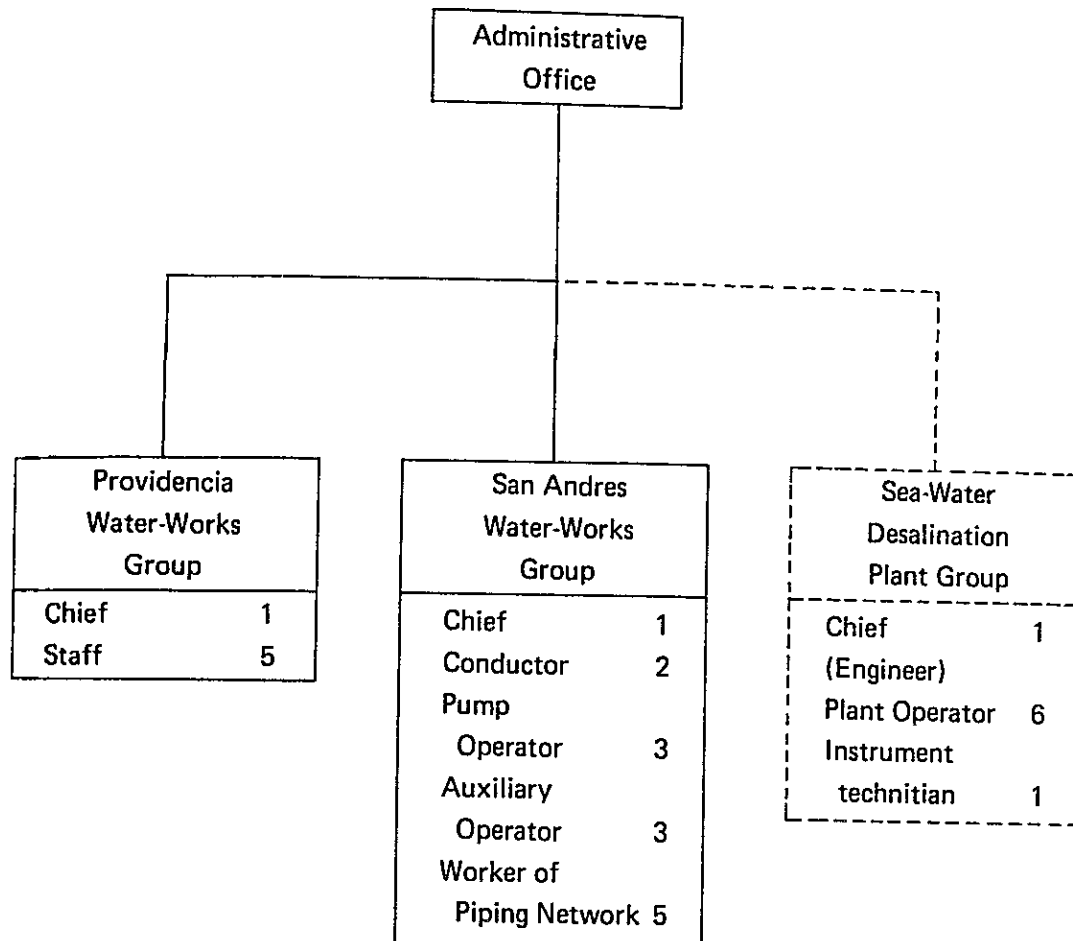 Administrative
Office
Providencia
Water-Works
Group
Chief 1
Staff 5
San Andres
Water-Works
Group
Chief 1
Conductor 2
Pump
Operator 3
Auxiliary
Operator 3
Worker of
Piping Network 5
Sea-Water
Desalination
Plant Group
Chief 1
(Engineer)
Plant Operator 6
Instrument
technitian 1